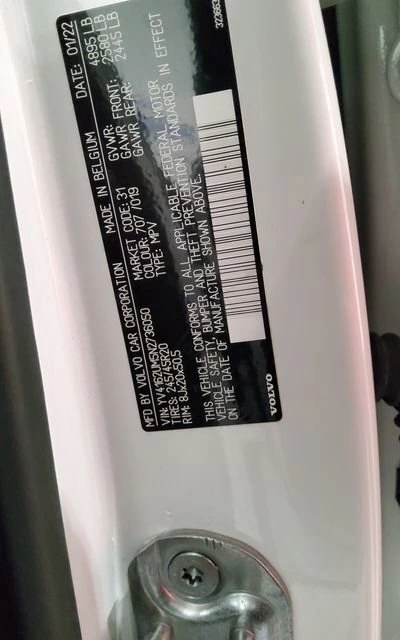 MFD BY VOLVO CAR CORPORATION MADE IN BELGIUM DATE: 01/22
VIN: YV4162UM5N2736050 MARKET CODE: 31 GVWR: 4895 LB
TIRES: 245/45R20 COLOUR: 707/019 GAWR FRONT: 2580 LB
RIM: 8Jx20x50,5 TYPE: MPV GAWR REAR: 2445 LB
THIS VEHICLE CONFORMS TO ALL APPLICABLE FEDERAL MOTOR
VEHICLE SAFETY, BUMPER AND THEFT PREVENTION STANDARDS IN EFFECT
ON THE DATE OF MANUFACTURE SHOWN ABOVE.
VOLVO